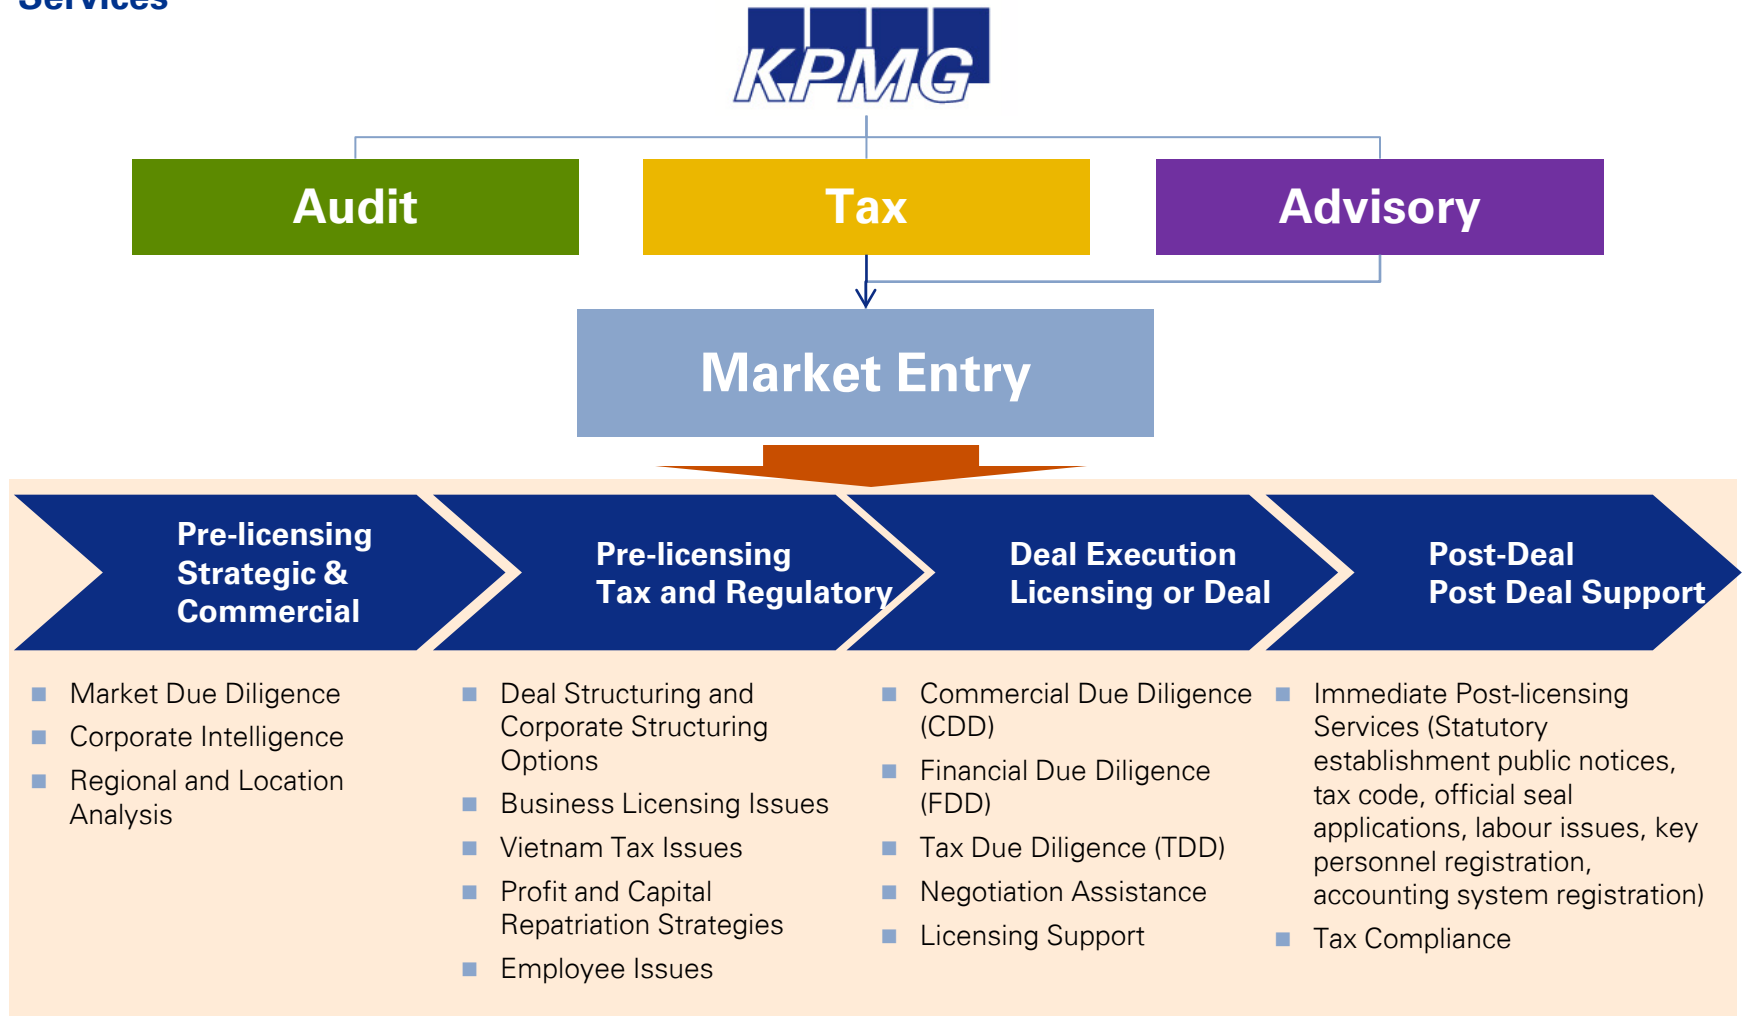 Services
KPMG
Audit
Tax
Advisory
Market Entry
Pre-licensing
Strategic &
Commercial
Pre-licensing
Tax and Regulatory
Deal Execution
Licensing or Deal
Post-Deal
Post Deal Support
Market Due Diligence
Corporate Intelligence
Regional and Location
Analysis
Deal Structuring and
Corporate Structuring
Options
Business Licensing Issues
Vietnam Tax Issues
Profit and Capital
Repatriation Strategies
Employee Issues
Commercial Due Diligence
(CDD)
Financial Due Diligence
(FDD)
Tax Due Diligence (TDD)
Negotiation Assistance
Licensing Support
Immediate Post-licensing
Services (Statutory
establishment public notices,
tax code, official seal
applications, labour issues, key
personnel registration,
accounting system registration)
Tax Compliance